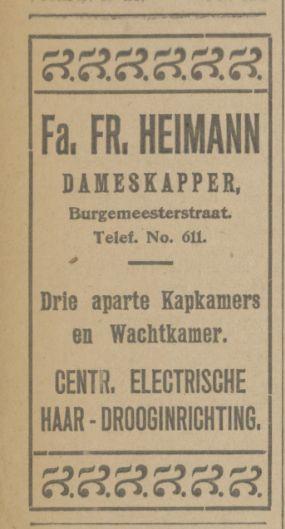 Fa. FR. HEIMANN
DAMESKAPPER,
Burgemeesterstraat.
Telef. No. 611.
Drie aparte Kapkamers
en Wachtkamer.
CENTR. ELECTRISCHE
HAAR - DROOGINRICHTING.